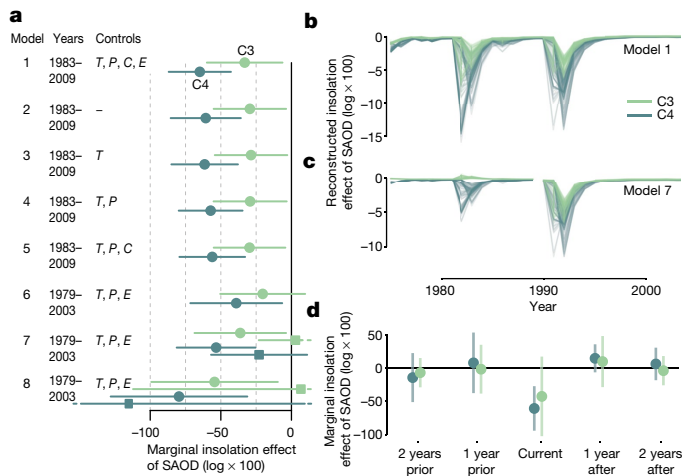 a
Model Years Controls
1 1983–2009 T, P, C, E
C3
C4
2 1983–2009 –
3 1983–2009 T
4 1983–2009 T, P
5 1983–2009 T, P, C
6 1979–2003 T, P, E
7 1979–2003 T, P, E
8 1979–2003 T, P, E
−100 −50 0
Marginal insolation effect
of SAOD (log × 100)
b
Reconstructed insolation
effect of SAOD (log × 100)
0
−5
−10
−15
Model 1
C3
C4
c
0
−5
−10
Model 7
1980 1990 2000
Year
d
Marginal insolation
effect of SAOD (log × 100)
50
0
−50
−100
2 years prior
1 year prior
Current
1 year after
2 years after